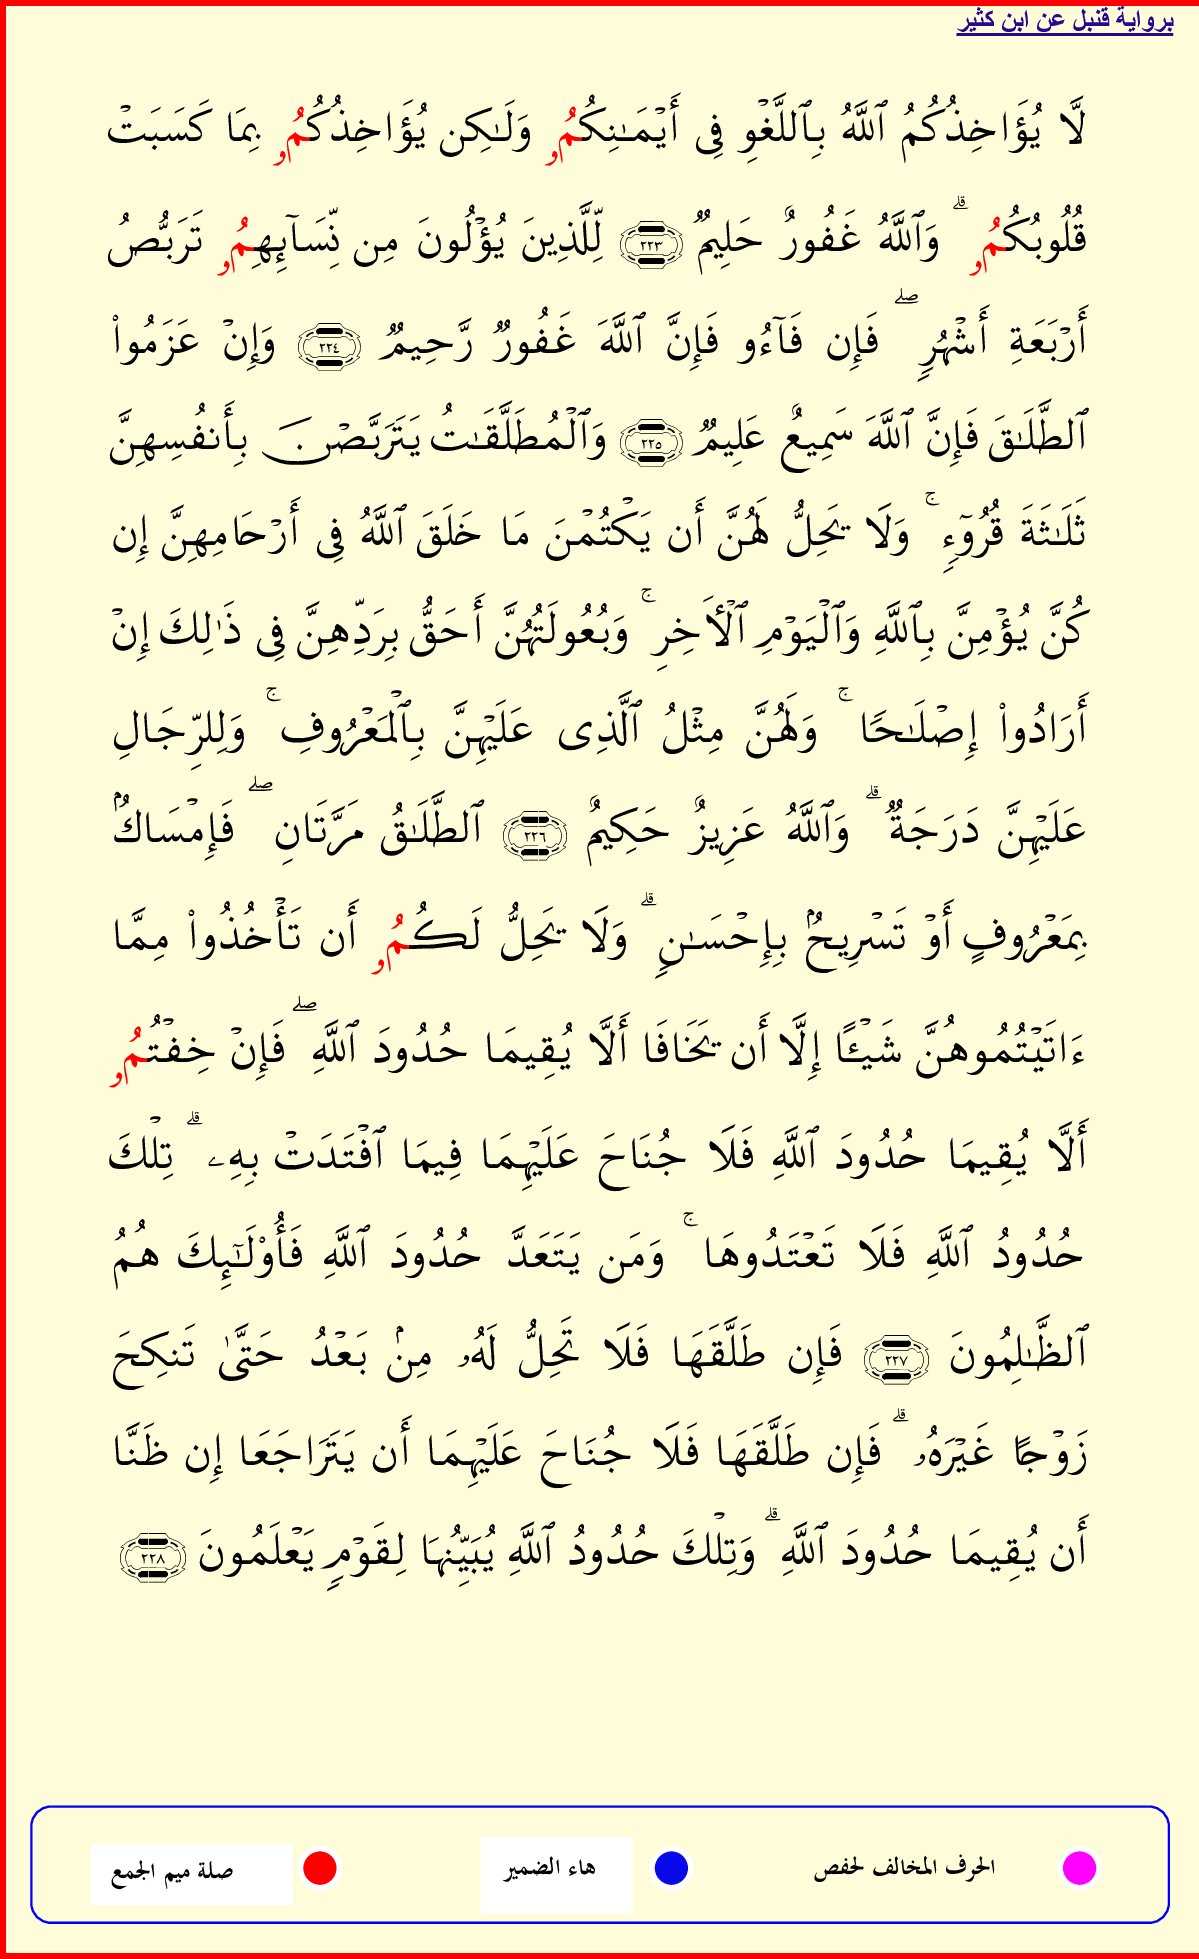 برواية قنبل عن ابن كثير
لَّا يُؤَاخِذُكُمُ ٱللَّهُ بِٱللَّغۡوِ فِىٓ أَيۡمَـٰنِكُمُۥ وَلَـٰكِن يُؤَاخِذُكُمُۥ بِمَا كَسَبَتۡ
قُلُوبُكُمُۥ ۗ وَٱللَّهُ غَفُورٌ حَلِيمٌ ٢٢٣ لِّلَّذِينَ يُؤۡلُونَ مِن نِّسَآئِهِمُۥ تَرَبُّصُ
أَرۡبَعَةِ أَشۡهُرٍ ۖ فَإِن فَآءُو فَإِنَّ ٱللَّهَ غَفُورٌ رَّحِيمٌ ٢٢٤ وَإِنۡ عَزَمُوا۟
ٱلطَّلَـٰقَ فَإِنَّ ٱللَّهَ سَمِيعٌ عَلِيمٌ ٢٢٥ وَٱلۡمُطَلَّقَـٰتُ يَتَرَبَّصۡنَ بِأَنفُسِهِنَّ
ثَلَـٰثَةَ قُرُوٓءٍ ۚ وَلَا يَحِلُّ لَهُنَّ أَن يَكۡتُمۡنَ مَا خَلَقَ ٱللَّهُ فِى أَرۡحَامِهِنَّ إِن
كُنَّ يُؤۡمِنَّ بِٱللَّهِ وَٱلۡيَوۡمِ ٱلۡأَخِرِ ۚ وَبُعُولَتُهُنَّ أَحَقُّ بِرَدِّهِنَّ فِى ذَٰلِكَ إِنۡ
أَرَادُوا۟ إِصۡلَـٰحًا ۚ وَلَهُنَّ مِثۡلُ ٱلَّذِى عَلَيۡهِنَّ بِٱلۡمَعۡرُوفِ ۚ وَلِلرِّجَالِ
عَلَيۡهِنَّ دَرَجَةٌ ۗ وَٱللَّهُ عَزِيزٌ حَكِيمٌ ٢٢٦ ٱلطَّلَـٰقُ مَرَّتَانِ ۖ فَإِمۡسَاكُۢ
بِمَعۡرُوفٍ أَوۡ تَسۡرِيحُۢ بِإِحۡسَـٰنٍ ۗ وَلَا يَحِلُّ لَكُمُۥ أَن تَأۡخُذُوا۟ مِمَّا
ءَاتَيۡتُمُوهُنَّ شَيۡـًٔا إِلَّا أَن يَخَافَا أَلَّا يُقِيمَا حُدُودَ ٱللَّهِ ۖ فَإِنۡ خِفۡتُمُۥ
أَلَّا يُقِيمَا حُدُودَ ٱللَّهِ فَلَا جُنَاحَ عَلَيۡهِمَا فِيمَا ٱفۡتَدَتۡ بِهِۦ ۗ تِلۡكَ
حُدُودُ ٱللَّهِ فَلَا تَعۡتَدُوهَا ۚ وَمَن يَتَعَدَّ حُدُودَ ٱللَّهِ فَأُو۟لَـٰٓئِكَ هُمُ
ٱلظَّـٰلِمُونَ ٢٢٧ فَإِن طَلَّقَهَا فَلَا تَحِلُّ لَهُۥ مِنۢ بَعۡدُ حَتَّىٰ تَنكِحَ
زَوۡجًا غَيۡرَهُۥ ۗ فَإِن طَلَّقَهَا فَلَا جُنَاحَ عَلَيۡهِمَا أَن يَتَرَاجَعَا إِن ظَنَّا
أَن يُقِيمَا حُدُودَ ٱللَّهِ ۗ وَتِلۡكَ حُدُودُ ٱللَّهِ يُبَيِّنُهَا لِقَوۡمٍ يَعۡلَمُونَ ٢٢٨
الحرف المخالف لحفص هاء الضمير صلة ميم الجمع